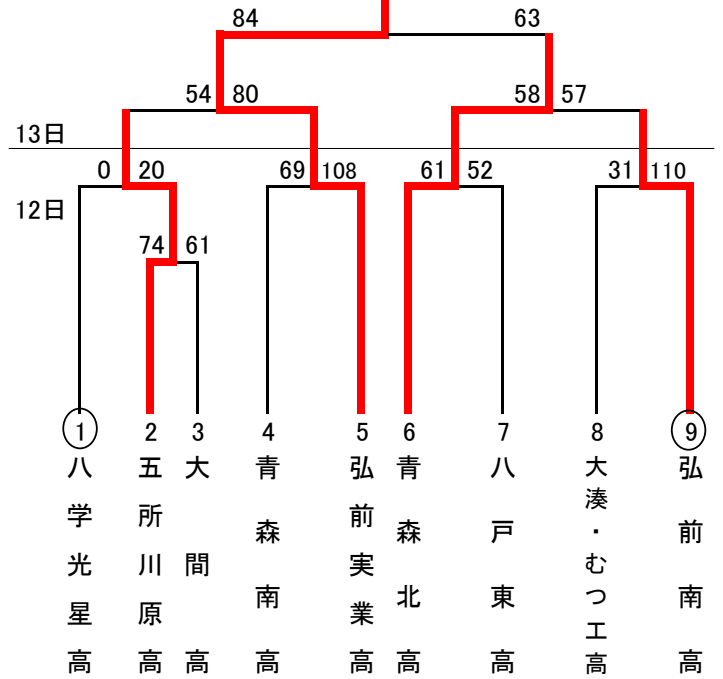 84 63
54 80 58 57
13日
0 20 69 108 61 52 31 110
12日
74 61
1 2 3 4 5 6 7 8 9
八学光星高
五所川原高
大間高
青森南高
弘前実業高
青森北高
八戸東高
大湊・むつ工高
弘前南高